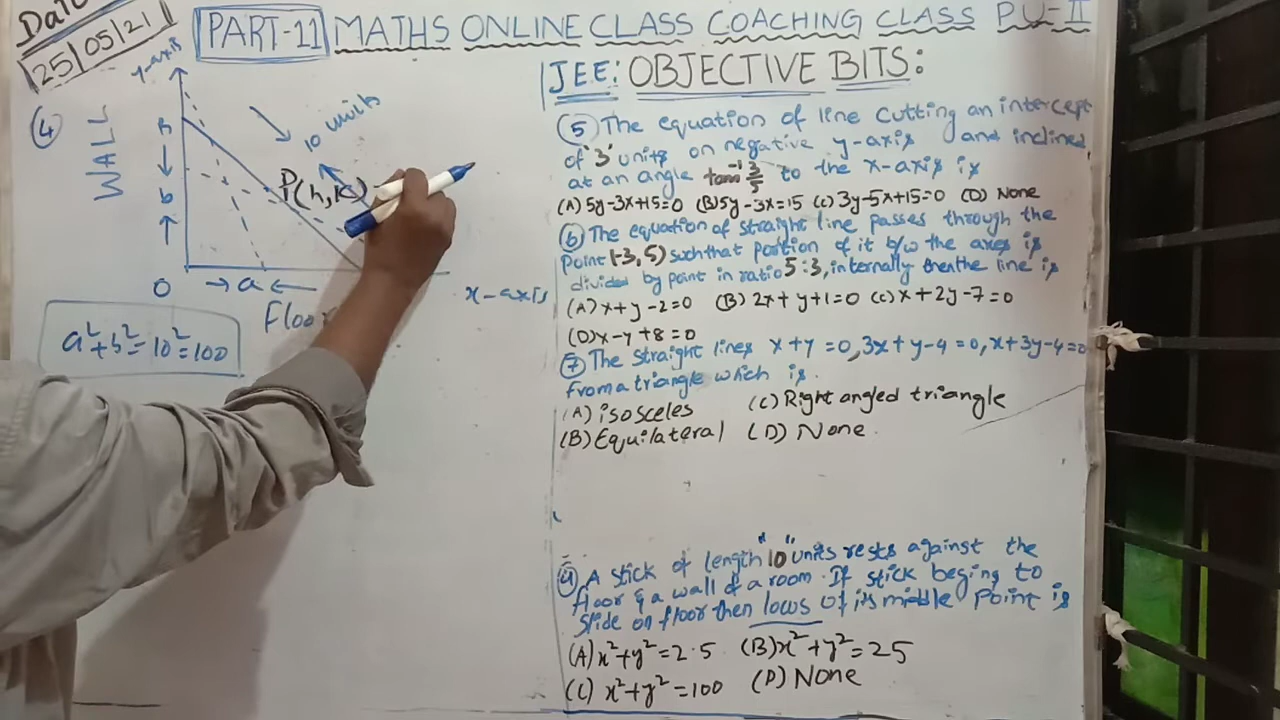 Date
25/05/21
PART-11 MATHS ONLINE CLASS COACHING CLASS P.U-II
JEE: OBJECTIVE BITS:
4
WALL
y-axis
10 units
b
P(h,k)
O
a
x-axis
Floor
a²+b²=10²=100
5 The equation of line cutting an intercept
of '3' units on negative y-axis and inclined
at an angle tan⁻¹ 3/5 to the x-axis is
(A) 5y-3x+15=0 (B) 5y-3x=15 (C) 3y-5x+15=0 (D) None
6 The equation of straight line passes through the
Point (-3, 5) such that portion of it b/w the axes is
divided by point in ratio 5:3, internally then the line is
(A) x+y-2=0 (B) 2x+y+1=0 (C) x+2y-7=0
(D) x-y+8=0
7 The straight lines x+y=0, 3x+y-4=0, x+3y-4=0
from a triangle which is.
(A) isosceles (C) Right angled triangle
(B) Equilateral (D) None.
4 A stick of length "10" units rests against the
floor & a wall of a room. If stick begins to
slide on floor then locus of its middle Point is
(A) x²+y²=2.5 (B) x²+y²=25
(C) x²+y²=100 (D) None